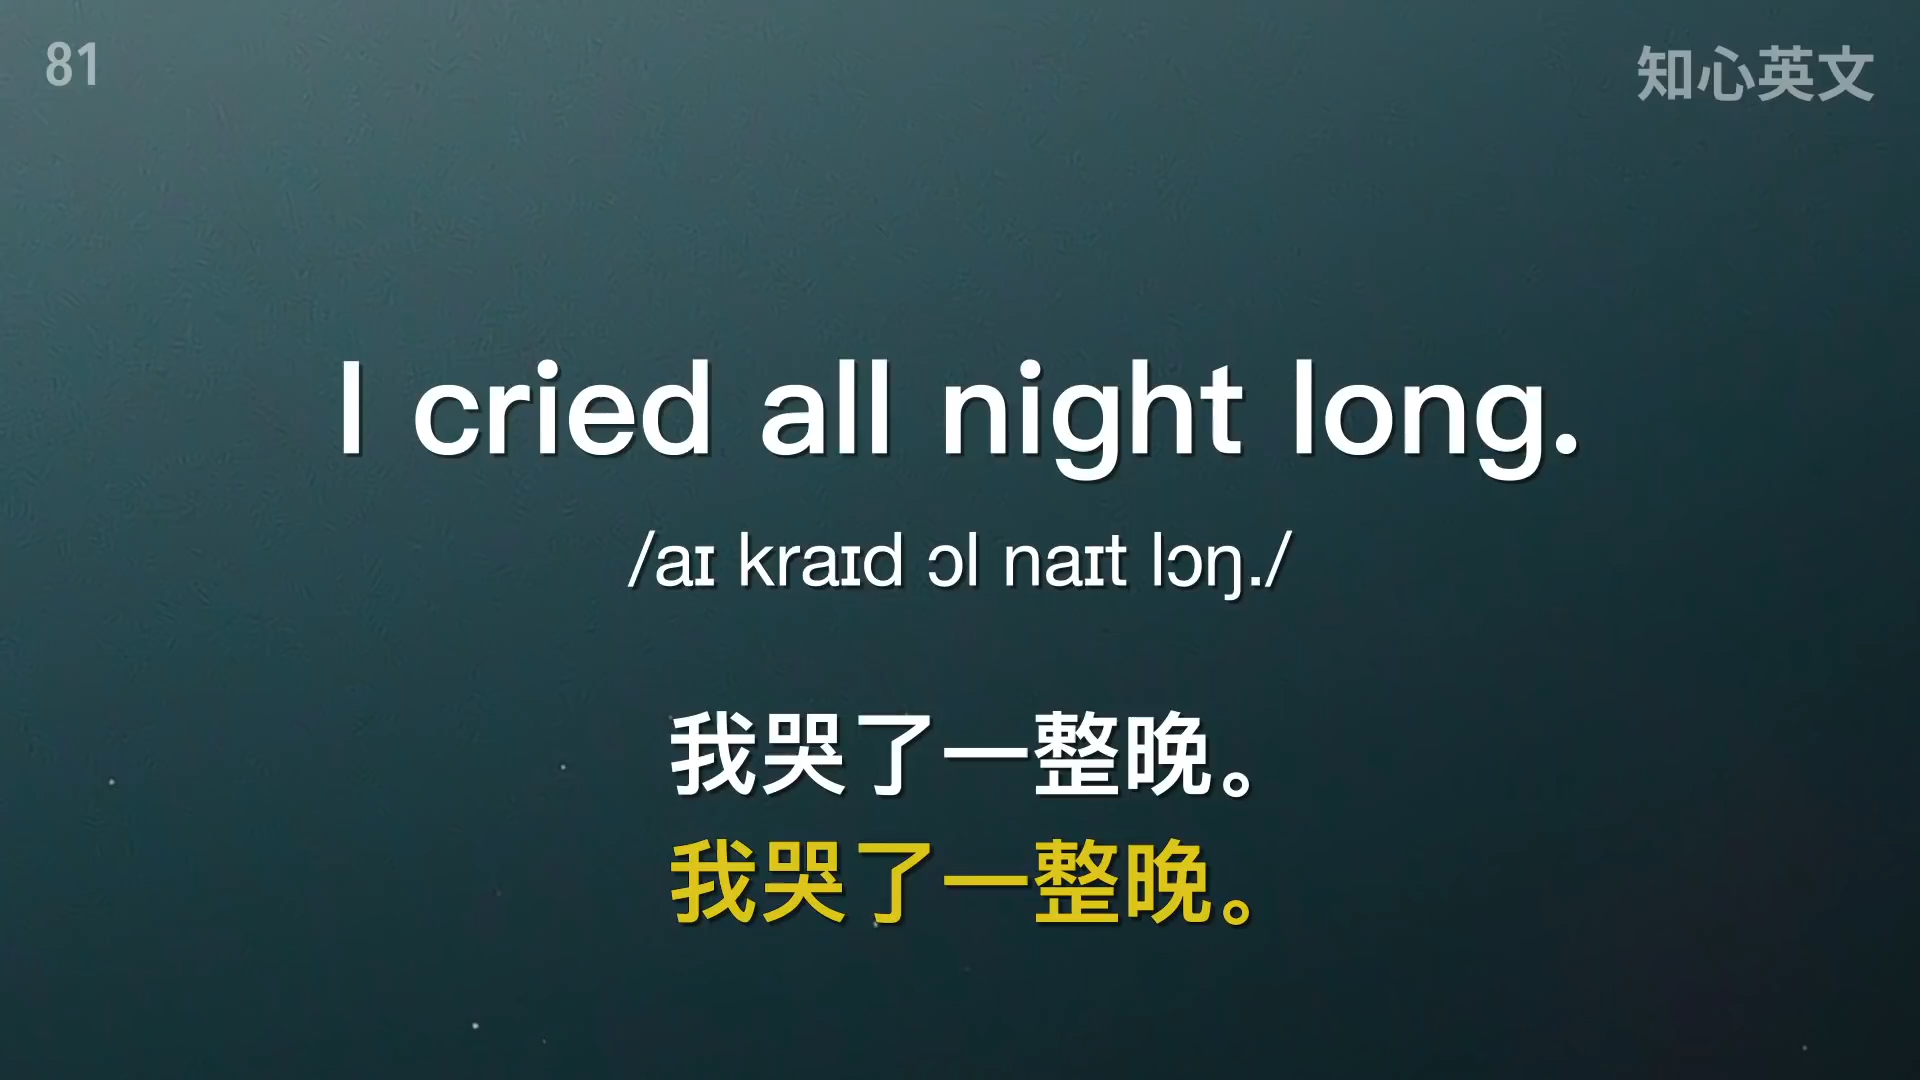 81
知心英文
I cried all night long.
/aɪ kraɪd ɔl naɪt lɔŋ./
我哭了一整晚。
我哭了一整晚。